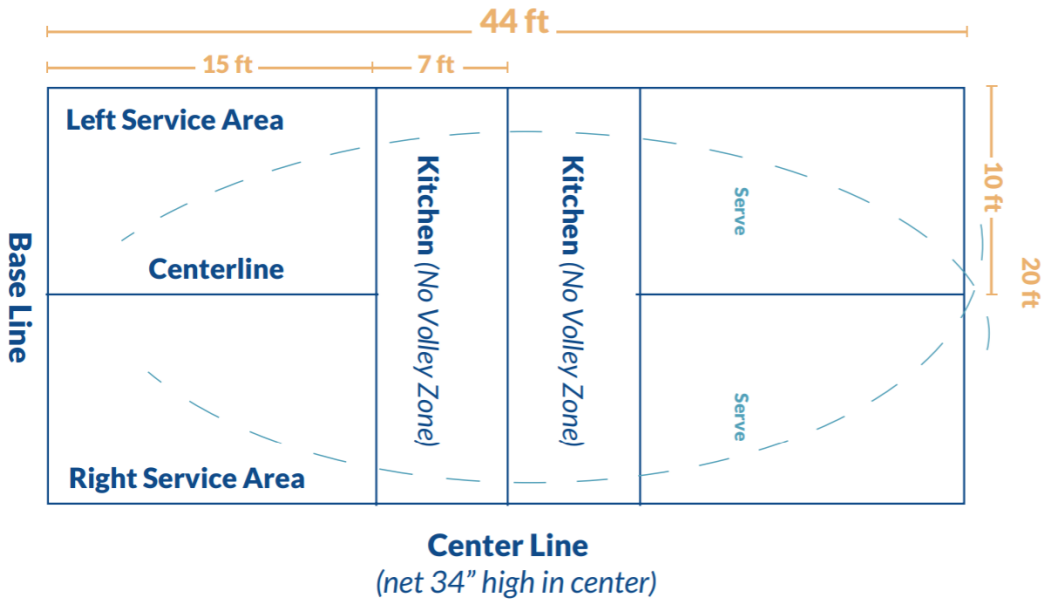 44 ft
15 ft
7 ft
Left Service Area
Kitchen (No Volley Zone)
Kitchen (No Volley Zone)
Serve
10 ft
Base Line
Centerline
20 ft
Serve
Right Service Area
Center Line
(net 34” high in center)